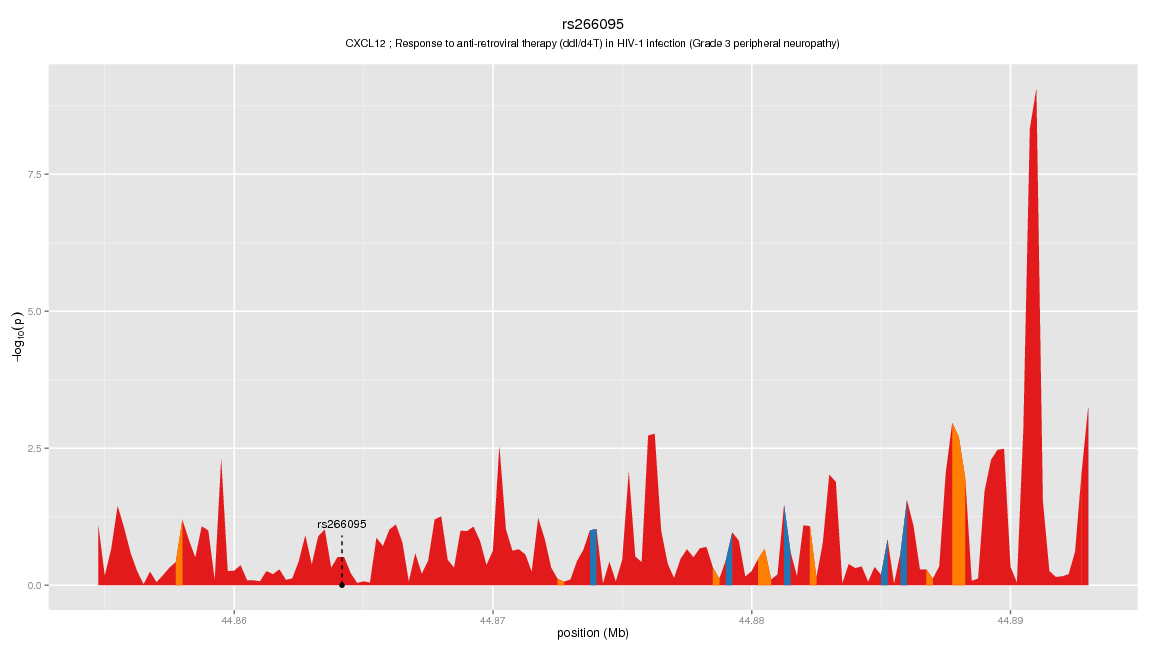 rs266095
CXCL12 ; Response to anti-retroviral therapy (ddI/d4T) in HIV-1 infection (Grade 3 peripheral neuropathy)
7.5
5.0
2.5
0.0
−log10(p)
rs266095
44.86
44.87
44.88
44.89
position (Mb)